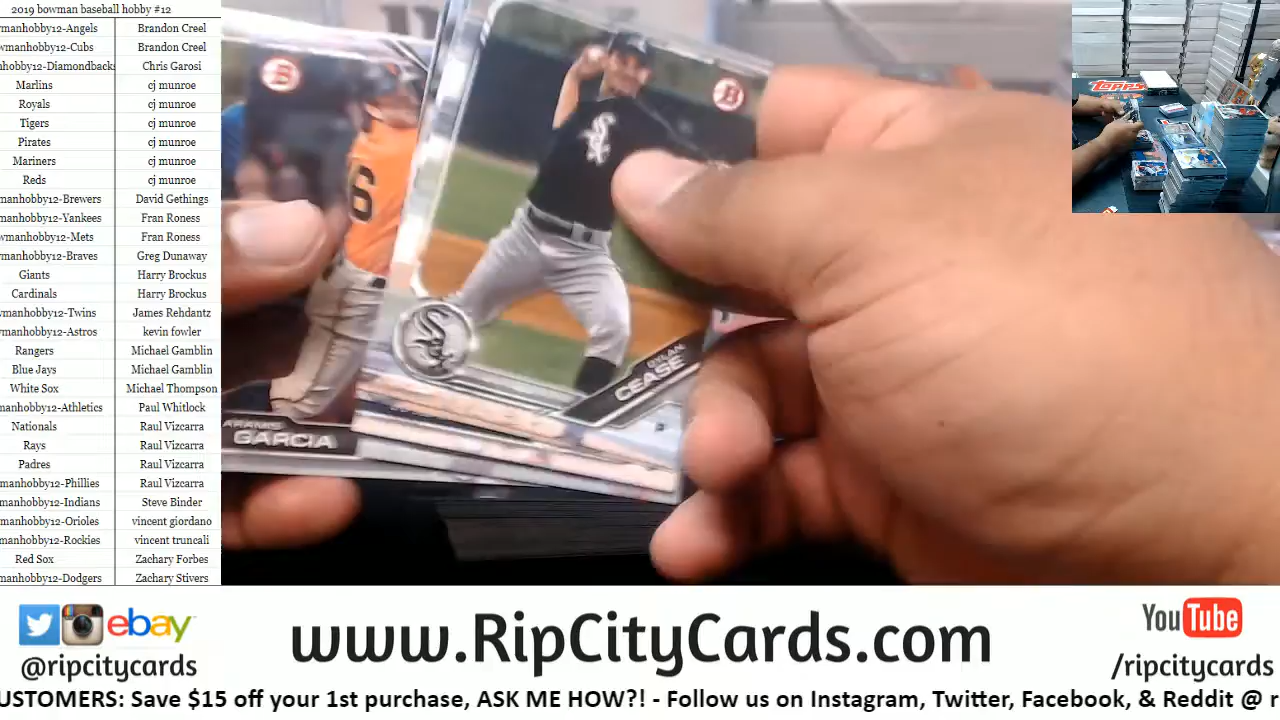 2019 bowman baseball hobby #12
wmanhobby12-Angels Brandon Creel
wmanhobby12-Cubs Brandon Creel
nhobby12-Diamondbacks Chris Garosi
Marlins cj munroe
Royals cj munroe
Tigers cj munroe
Pirates cj munroe
Mariners cj munroe
Reds cj munroe
manhobby12-Brewers David Gethings
manhobby12-Yankees Fran Roness
wmanhobby12-Mets Fran Roness
manhobby12-Braves Greg Dunaway
Giants Harry Brockus
Cardinals Harry Brockus
wmanhobby12-Twins James Rehdantz
wmanhobby12-Astros kevin fowler
Rangers Michael Gamblin
Blue Jays Michael Gamblin
White Sox Michael Thompson
manhobby12-Athletics Paul Whitlock
Nationals Raul Vizcarra
Rays Raul Vizcarra
Padres Raul Vizcarra
manhobby12-Phillies Raul Vizcarra
manhobby12-Indians Steve Binder
manhobby12-Orioles vincent giordano
manhobby12-Rockies vincent truncali
Red Sox Zachary Forbes
manhobby12-Dodgers Zachary Stivers
B
B
Sox
6
Sox
DYLAN
CEASE
ARAMIS
GARCIA
TOPPS
ebay
@ripcitycards
www.RipCityCards.com
YouTube
/ripcitycards
USTOMERS: Save $15 off your 1st purchase, ASK ME HOW?! - Follow us on Instagram, Twitter, Facebook, & Reddit @ r